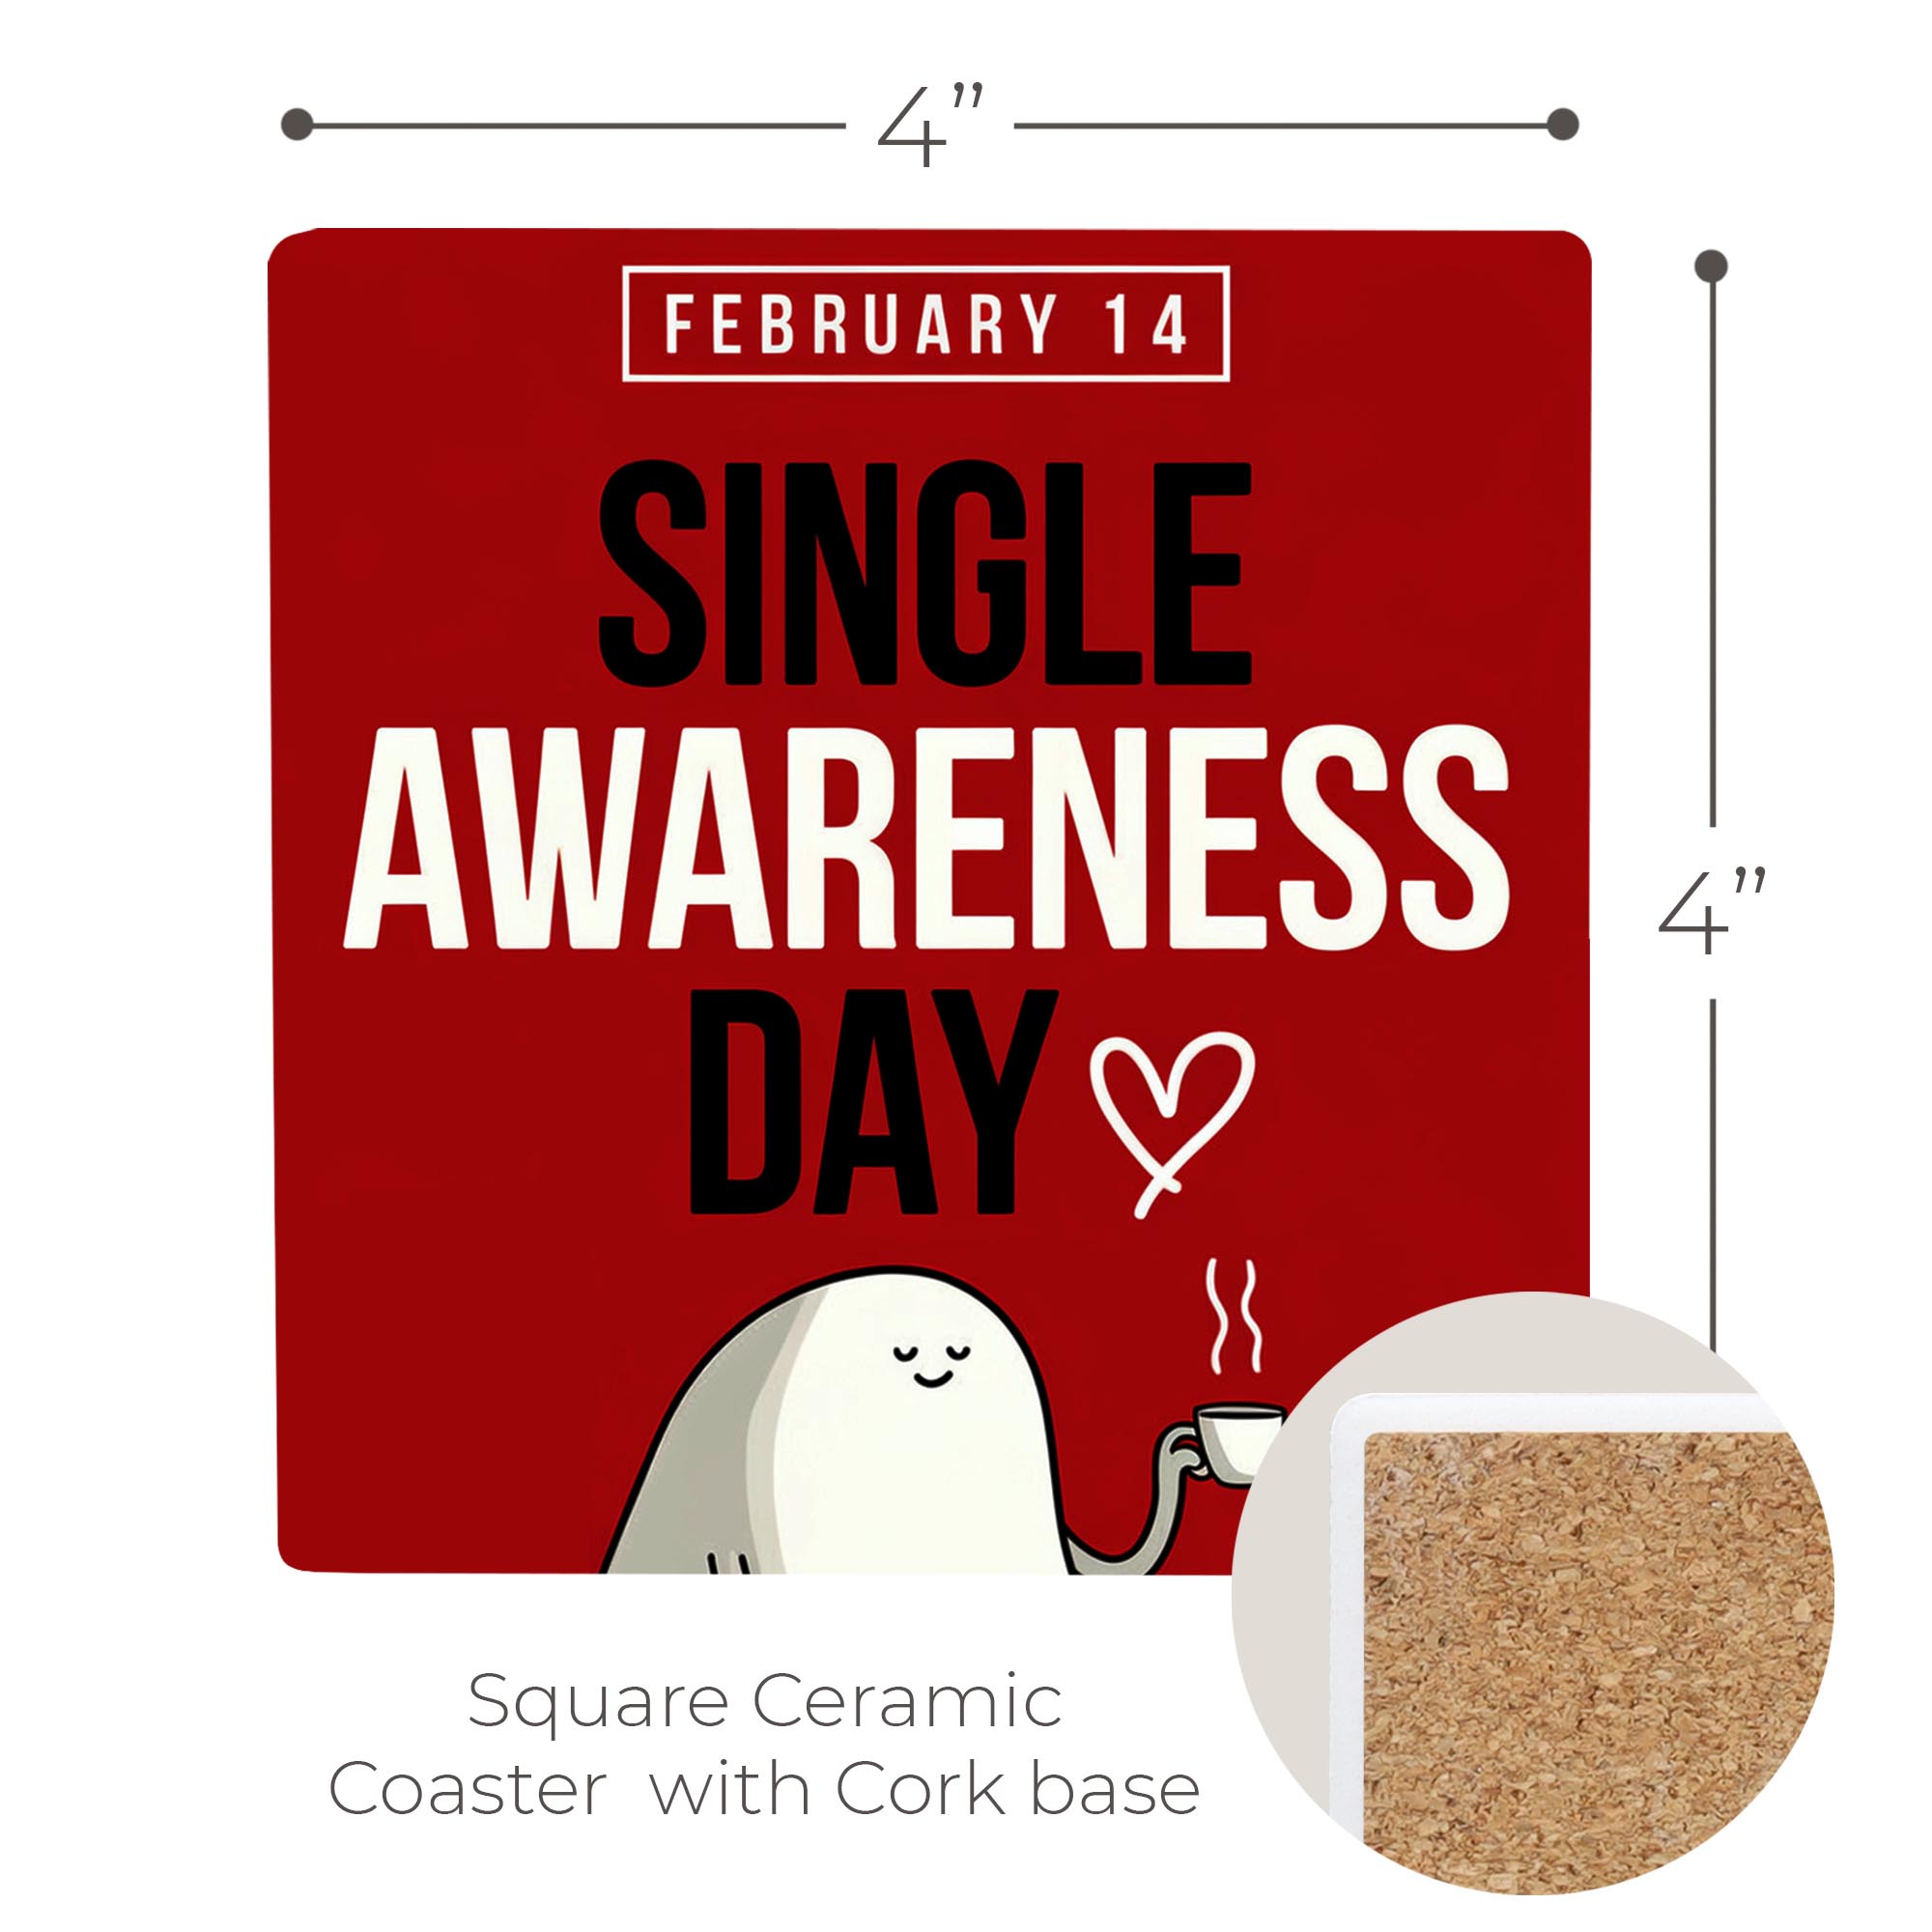 4”
FEBRUARY 14
SINGLE
AWARENESS
DAY
4”
Square Ceramic
Coaster with Cork base